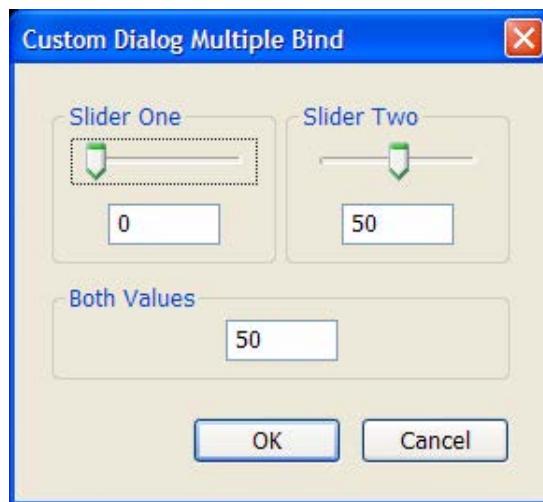 Custom Dialog Multiple Bind
Slider One
Slider Two
0
50
Both Values
50
OK
Cancel